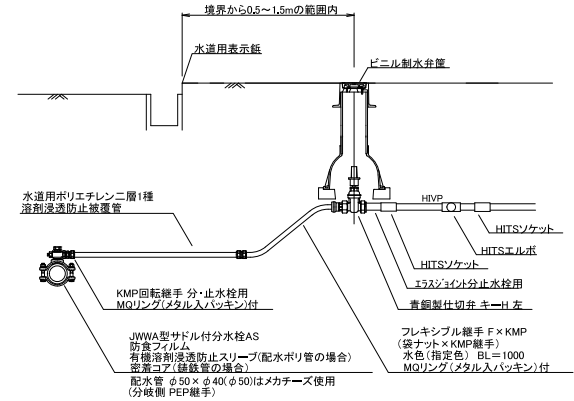 境界から0.5～1.5mの範囲内
水道用表示鋲
ビニル制水弁筐
水道用ポリエチレン二層1種
溶剤浸透防止被覆管
HIVP
HITSソケット
HITSエルボ
HITSソケット
エラスジョイント分止水栓用
青銅製仕切弁 キーH 左
KMP回転継手 分・止水栓用
MQリング(メタル入パッキン)付
JWWA型サドル付分水栓AS
防食フィルム
有機溶剤浸透防止スリーブ(配水ポリ管の場合)
密着コア(鋳鉄管の場合)
配水管 φ50×φ40(φ50)はメカチーズ使用
(分岐側 PEP継手)
フレキシブル継手 F×KMP
(袋ナット×KMP継手)
水色(指定色) BL=1000
MQリング(メタル入パッキン)付